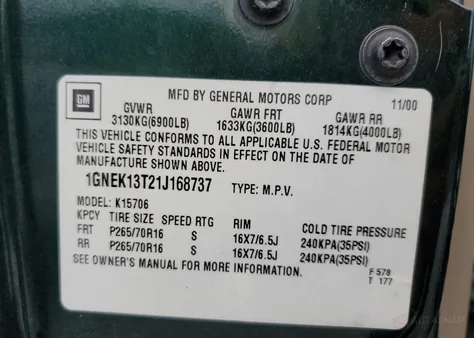 GM
MFD BY GENERAL MOTORS CORP 11/00
GVWR GAWR FRT GAWR RR
3130KG(6900LB) 1633KG(3600LB) 1814KG(4000LB)
THIS VEHICLE CONFORMS TO ALL APPLICABLE U.S. FEDERAL MOTOR
VEHICLE SAFETY STANDARDS IN EFFECT ON THE DATE OF
MANUFACTURE SHOWN ABOVE.
1GNEK13T21J168737 TYPE: M.P.V.
MODEL: K15706
KPCY TIRE SIZE SPEED RTG RIM COLD TIRE PRESSURE
FRT P265/70R16 S 16X7/6.5J 240KPA(35PSI)
RR P265/70R16 S 16X7/6.5J 240KPA(35PSI)
SEE OWNER'S MANUAL FOR MORE INFORMATION.
F 578
T 177